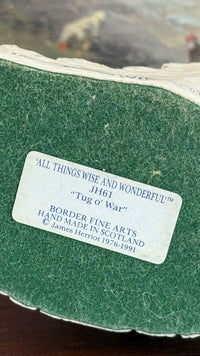 'ALL THINGS WISE AND WONDERFUL'™
JH61
"Tug o' War"
BORDER FINE ARTS
HAND MADE IN SCOTLAND
© James Herriot 1976-1991